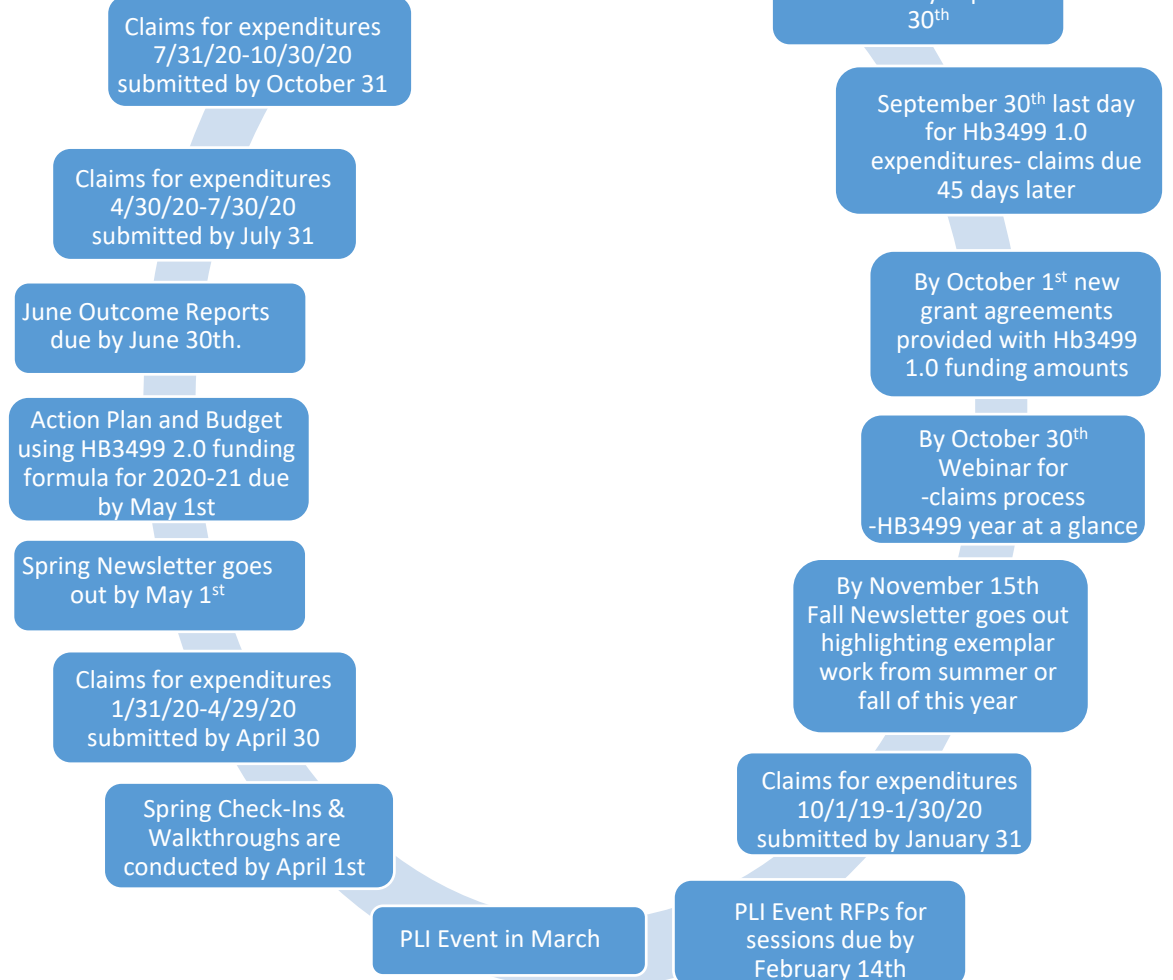 30th
September 30th last day
for Hb3499 1.0
expenditures- claims due
45 days later
By October 1st new
grant agreements
provided with Hb3499
1.0 funding amounts
By October 30th
Webinar for
-claims process
-HB3499 year at a glance
By November 15th
Fall Newsletter goes out
highlighting exemplar
work from summer or
fall of this year
Claims for expenditures
10/1/19-1/30/20
submitted by January 31
PLI Event RFPs for
sessions due by
February 14th
PLI Event in March
Spring Check-Ins &
Walkthroughs are
conducted by April 1st
Claims for expenditures
1/31/20-4/29/20
submitted by April 30
Spring Newsletter goes
out by May 1st
Action Plan and Budget
using HB3499 2.0 funding
formula for 2020-21 due
by May 1st
June Outcome Reports
due by June 30th.
Claims for expenditures
4/30/20-7/30/20
submitted by July 31
Claims for expenditures
7/31/20-10/30/20
submitted by October 31